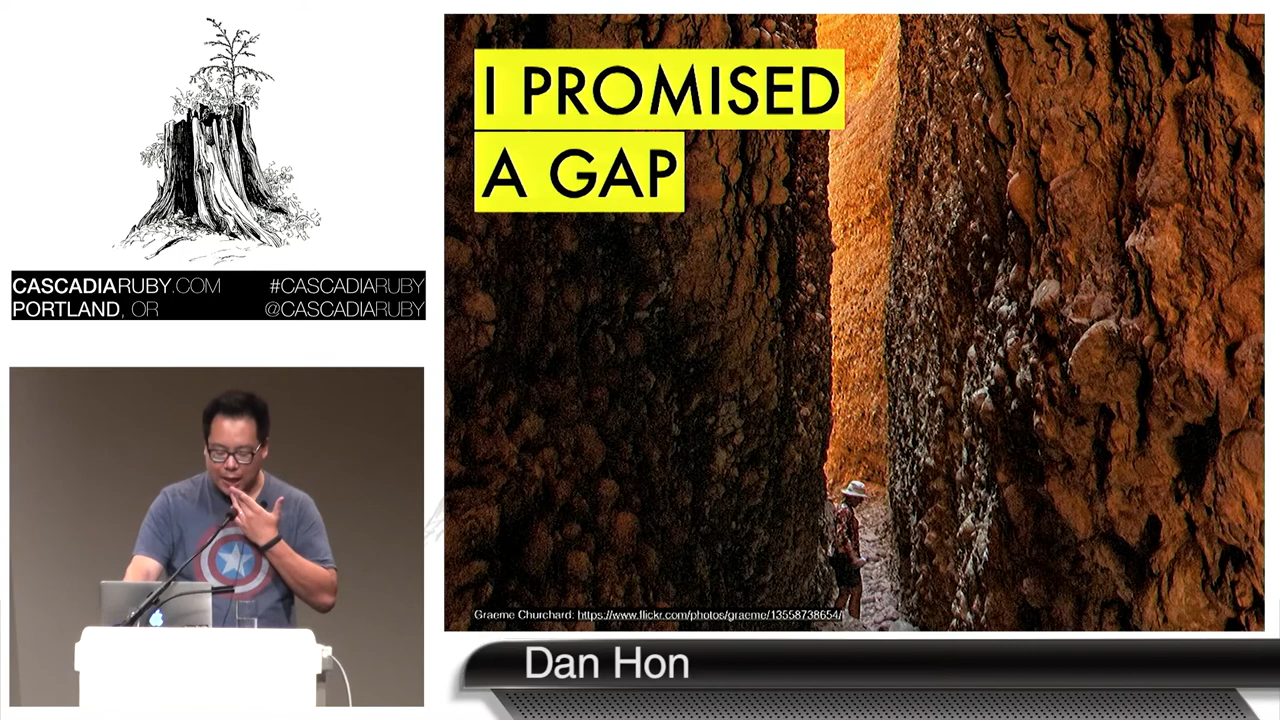 I PROMISED
A GAP
CASCADIARUBY.COM #CASCADIARUBY
PORTLAND, OR @CASCADIARUBY
Graeme Churchard: https://www.flickr.com/photos/graeme/13558738654/
Dan Hon